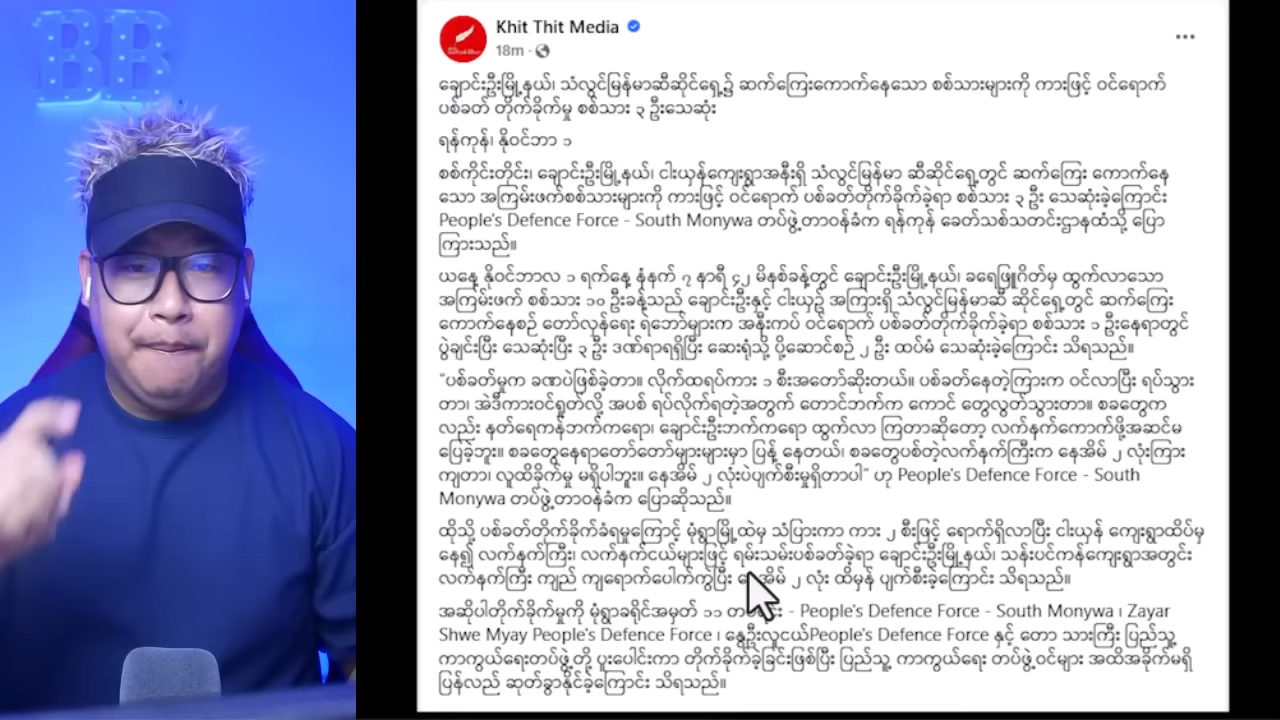 BB
Khit Thit Media
18m ·
ချောင်းဦးမြို့နယ်၊ သံလွင်မြန်မာဆီဆိုင်ရှေ့၌ ဆက်ကြေးကောက်နေသော စစ်သားများကို ကားဖြင့် ဝင်ရောက်
ပစ်ခတ် တိုက်ခိုက်မှု စစ်သား ၃ ဦးသေဆုံး
ရန်ကုန်၊ နိုဝင်ဘာ ၁
စစ်ကိုင်းတိုင်း၊ ချောင်းဦးမြို့နယ်၊ ငါးယှန်ကျေးရွာအနီးရှိ သံလွင်မြန်မာ ဆီဆိုင်ရှေ့တွင် ဆက်ကြေး ကောက်နေ
သော အကြမ်းဖက်စစ်သားများကို ကားဖြင့် ဝင်ရောက် ပစ်ခတ်တိုက်ခိုက်ခဲ့ရာ စစ်သား ၃ ဦး သေဆုံးခဲ့ကြောင်း
People's Defence Force - South Monywa တပ်ဖွဲ့တာဝန်ခံက ရန်ကုန် ခေတ်သစ်သတင်းဌာနထံသို့ ပြော
ကြားသည်။
ယနေ့ နိုဝင်ဘာလ ၁ ရက်နေ့ နံနက် ၇ နာရီ ၄၂ မိနစ်ခန့်တွင် ချောင်းဦးမြို့နယ်၊ ခရေဖြူဂိတ်မှ ထွက်လာသော
အကြမ်းဖက် စစ်သား ၁၀ ဦးခန့်သည် ချောင်းဦးနှင့် ငါးယှဉ် အကြားရှိ သံလွင်မြန်မာဆီ ဆိုင်ရှေ့တွင် ဆက်ကြေး
ကောက်နေစဉ် တော်လှန်ရေး ရဲဘော်များက အနီးကပ် ဝင်ရောက် ပစ်ခတ်တိုက်ခိုက်ခဲ့ရာ စစ်သား ၁ ဦးနေရာတွင်
ပွဲချင်းပြီး သေဆုံးပြီး ၃ ဦး ဒဏ်ရာရရှိပြီး ဆေးရုံသို့ ပို့ဆောင်စဉ် ၂ ဦး ထပ်မံ သေဆုံးခဲ့ကြောင်း သိရသည်။
“ပစ်ခတ်မှုက ခဏပဲဖြစ်ခဲ့တာ။ လိုက်ထရပ်ကား ၁ စီးအတော်ဆိုးတယ်။ ပစ်ခတ်နေတဲ့ကြားက ဝင်လာပြီး ရပ်သွား
တာ၊ အဲဒီကားဝင်ရှုတ်လို့ အပစ် ရပ်လိုက်ရတဲ့အတွက် တောင်ဘက်က ကောင် တွေလွတ်သွားတာ။ စခတွေက
လည်း နတ်ရေကန်ဘက်ကရော၊ ချောင်းဦးဘက်ကရော ထွက်လာ ကြတာဆိုတော့ လက်နက်ကောက်ဖို့အဆင်မ
ပြေခဲ့ဘူး။ စခတွေနေရာတော်တော်များများမှာ ပြန့် နေတယ်၊ စခတွေပစ်တဲ့လက်နက်ကြီးက နေအိမ် ၂ လုံးကြား
ကျတာ၊ လူထိခိုက်မှု မရှိပါဘူး။ နေအိမ် ၂ လုံးပဲပျက်စီးမှုရှိတာပါ" ဟု People's Defence Force - South
Monywa တပ်ဖွဲ့တာဝန်ခံက ပြောဆိုသည်။
ထိုသို့ ပစ်ခတ်တိုက်ခိုက်ခံရမှုကြောင့် မုံရွာမြို့ထဲမှ သံပြားကာ ကား ၂ စီးဖြင့် ရောက်ရှိလာပြီး ငါးယှန် ကျေးရွာထိပ်မှ
နေ၍ လက်နက်ကြီး၊ လက်နက်ငယ်များဖြင့် ရမ်းသမ်းပစ်ခတ်ခဲ့ရာ ချောင်းဦးမြို့နယ်၊ သန်းပင်ကန်ကျေးရွာအတွင်း
လက်နက်ကြီး ကျည် ကျရောက်ပေါက်ကွဲပြီး နေအိမ် ၂ လုံး ထိမှန် ပျက်စီးခဲ့ကြောင်း သိရသည်။
အဆိုပါတိုက်ခိုက်မှုကို မုံရွာခရိုင်အမှတ် ၁၁ တပ်ရင်း - People's Defence Force - South Monywa ၊ Zayar
Shwe Myay People's Defence Force ၊ နွေဦးလူငယ်People's Defence Force နှင့် တော သားကြီး ပြည်သူ့
ကာကွယ်ရေးတပ်ဖွဲ့တို့ ပူးပေါင်းကာ တိုက်ခိုက်ခဲ့ခြင်းဖြစ်ပြီး ပြည်သူ့ ကာကွယ်ရေး တပ်ဖွဲ့ဝင်များ အထိအခိုက်မရှိ
ပြန်လည် ဆုတ်ခွာနိုင်ခဲ့ကြောင်း သိရသည်။